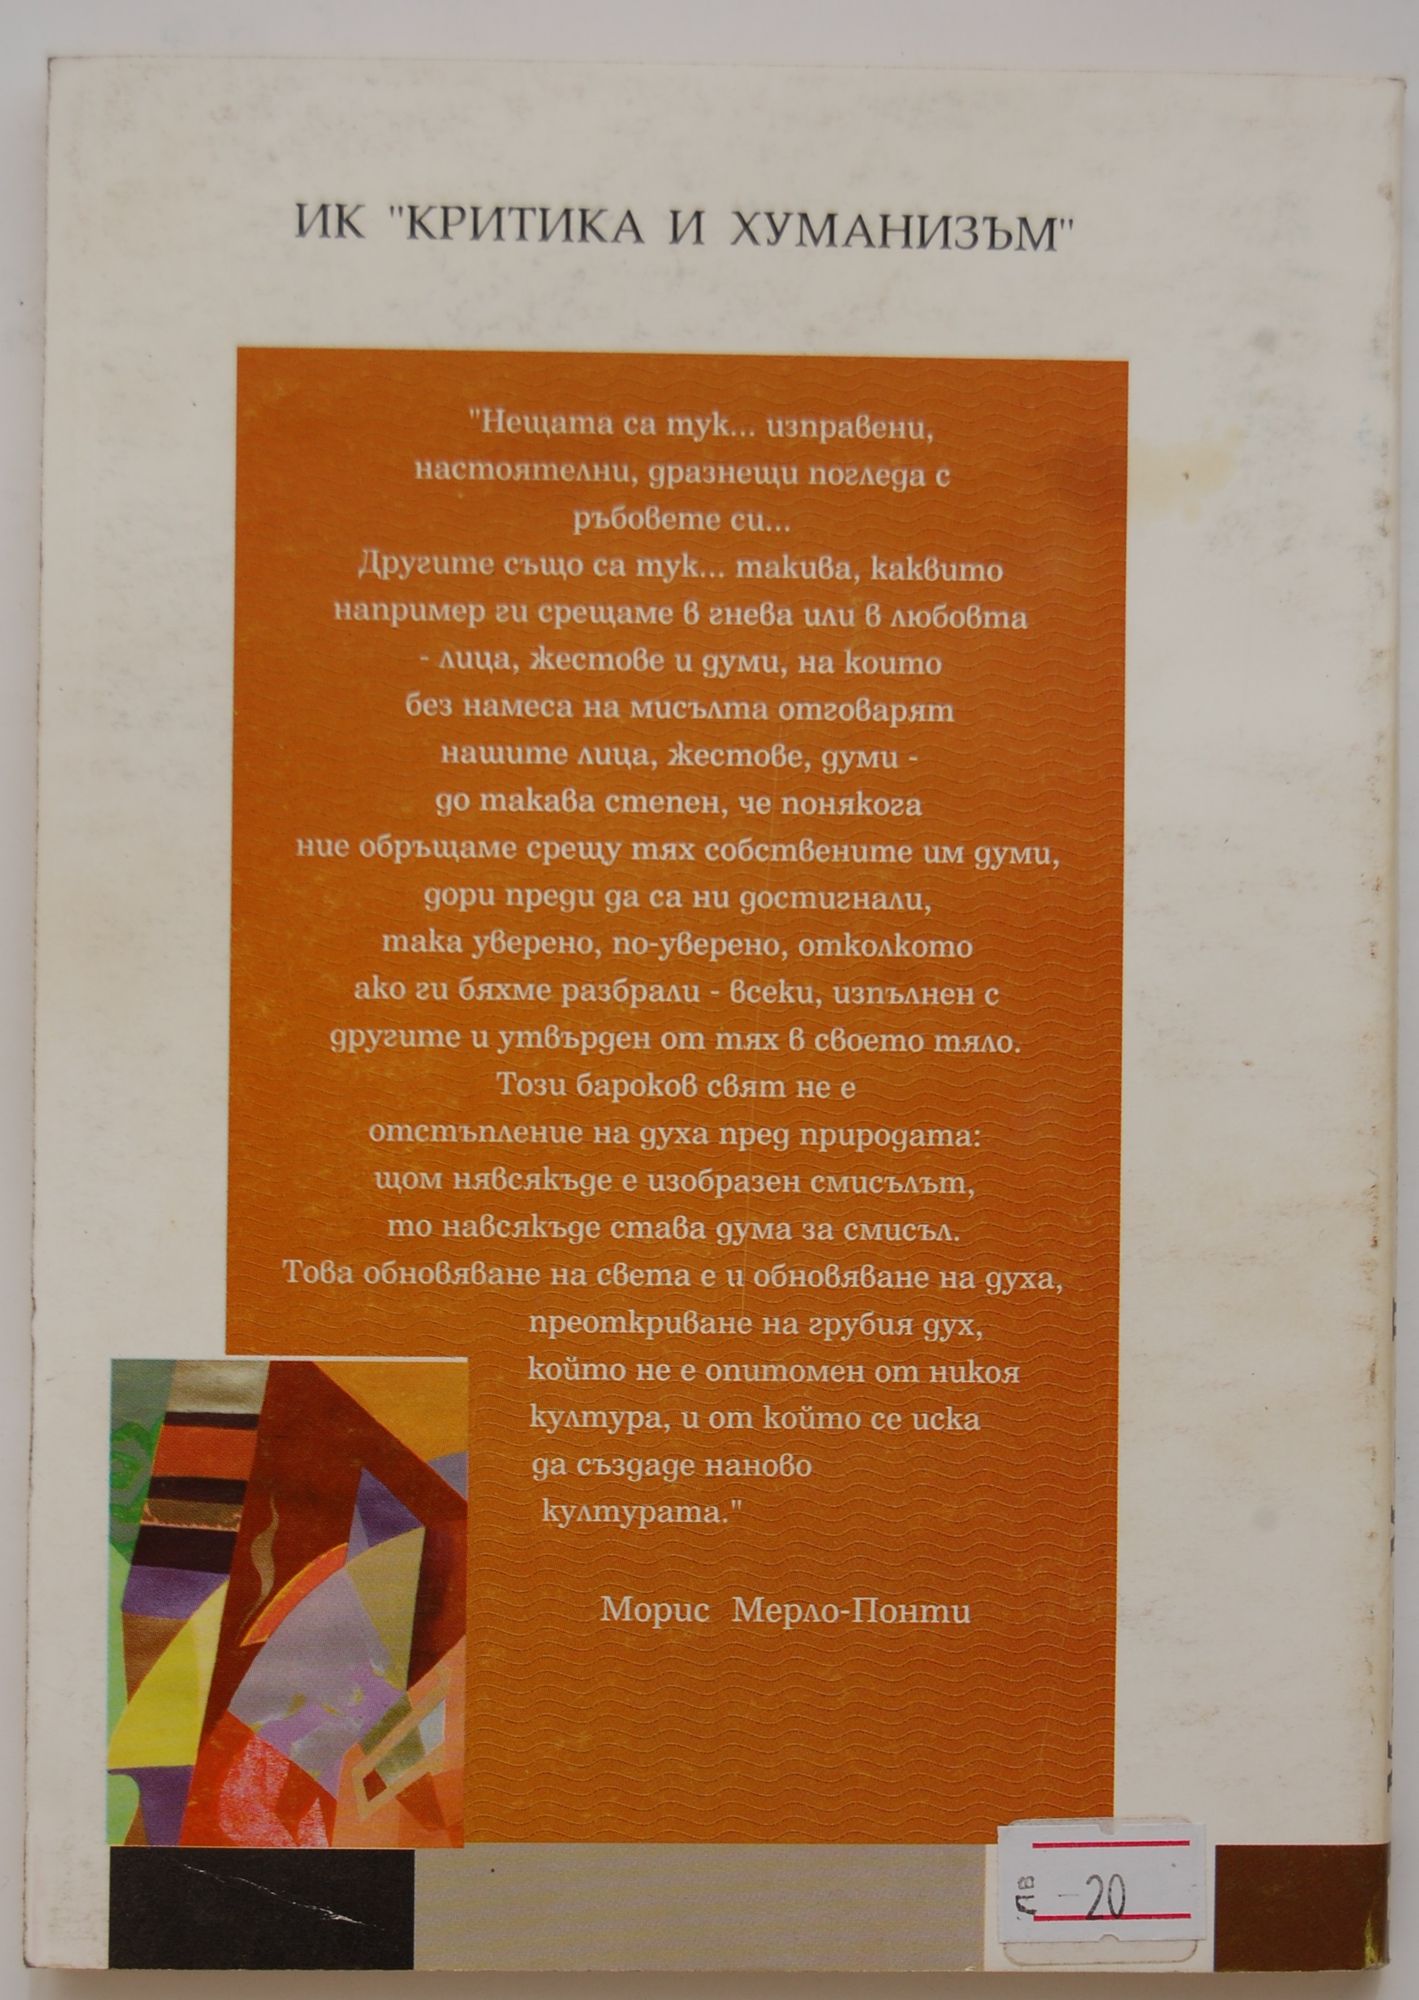 ИК "КРИТИКА И ХУМАНИЗЪМ"
"Нещата са тук... изправени,
настоятелни, дразнещи погледа с
ръбовете си...
Другите също са тук... такива, каквито
например ги срещаме в гнева или в любовта
- лица, жестове и думи, на които
без намеса на мисълта отговарят
нашите лица, жестове, думи -
до такава степен, че понякога
ние обръщаме срещу тях собствените им думи,
дори преди да са ни достигнали,
така уверено, по-уверено, отколкото
ако ги бяхме разбрали - всеки, изпълнен с
другите и утвърден от тях в своето тяло.
Този бароков свят не е
отстъпление на духа пред природата:
щом нявсякъде е изобразен смисълът,
то навсякъде става дума за смисъл.
Това обновяване на света е и обновяване на духа,
преоткриване на грубия дух,
който не е опитомен от никоя
култура, и от който се иска
да създаде наново
културата."
Морис Мерло-Понти
лв
20